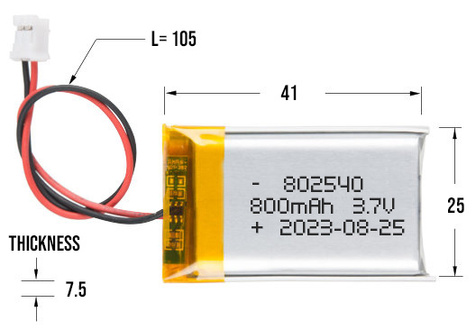 L= 105
41
- 802540
800mAh 3.7V
+ 2023-08-25
25
THICKNESS
7.5